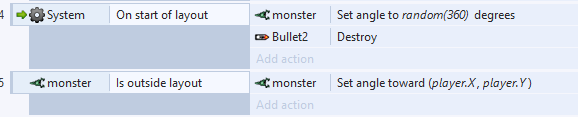 4 System On start of layout monster Set angle to random(360) degrees
Bullet2 Destroy
Add action
monster Is outside layout monster Set angle toward (player.X, player.Y)
Add action